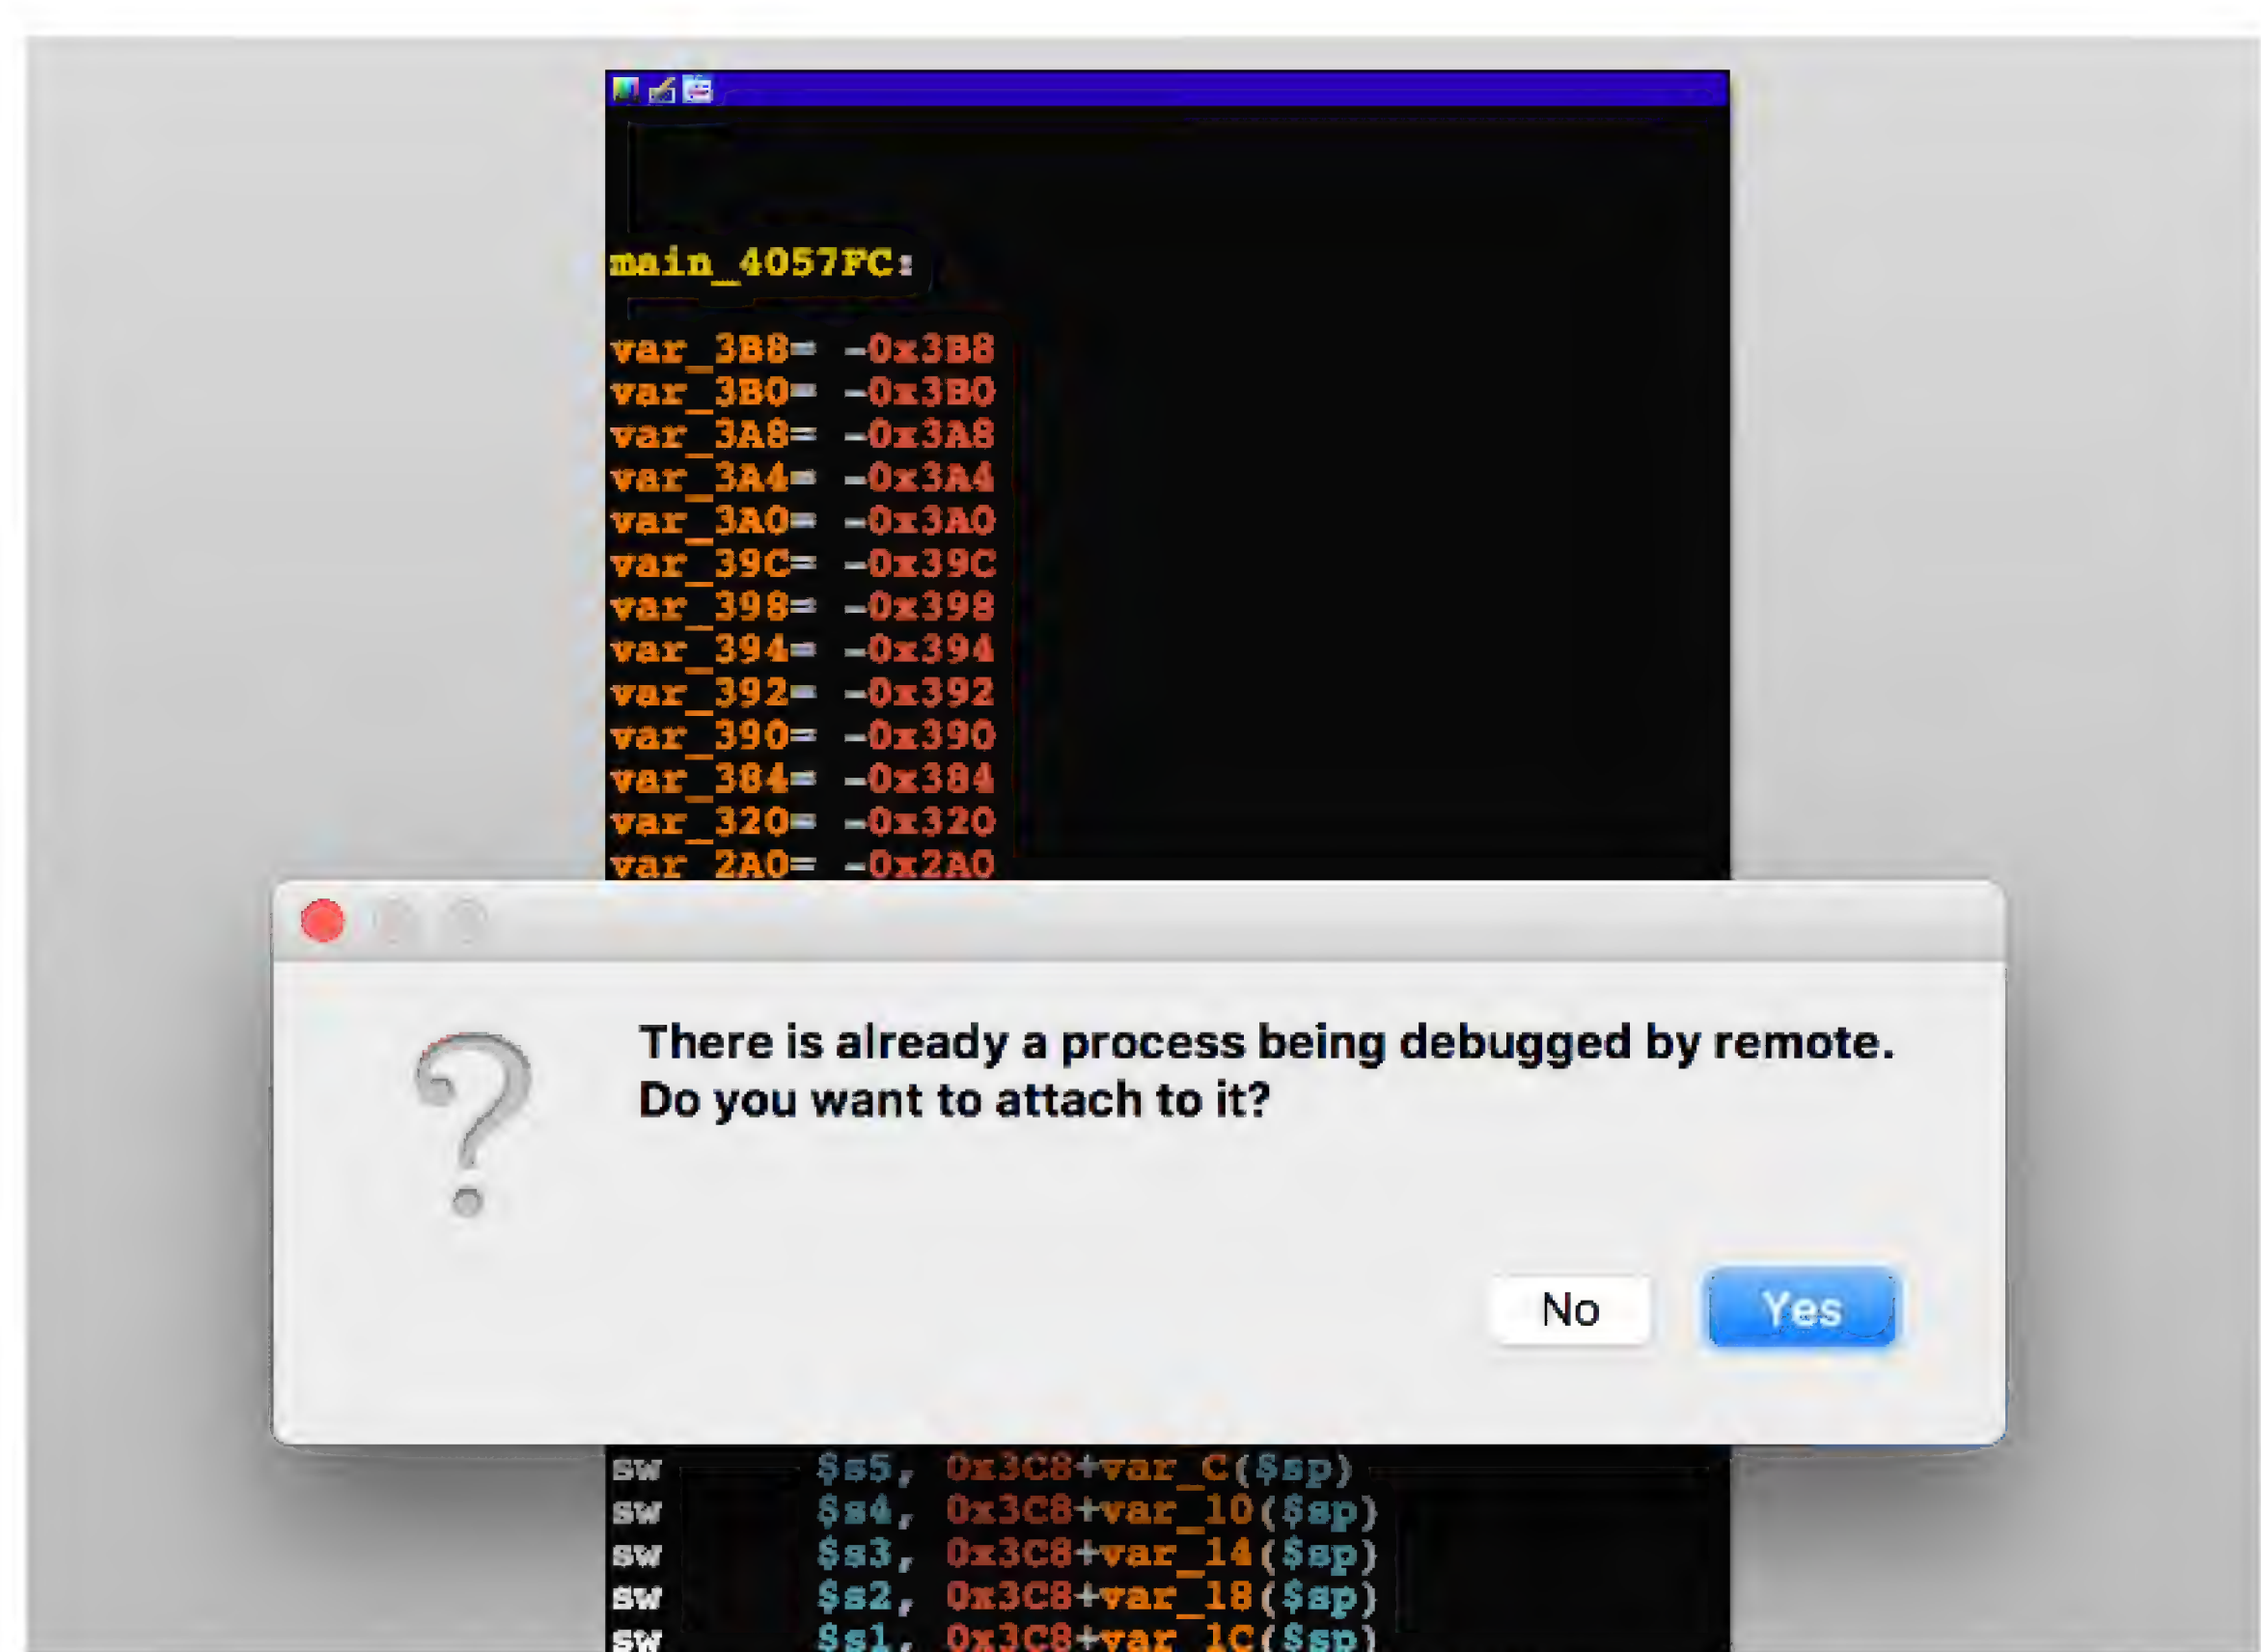 main_4057FC:
var_3B8= -0x3B8
var_3B0= -0x3B0
var_3A8= -0x3A8
var_3A4= -0x3A4
var_3A0= -0x3A0
var_39C= -0x39C
var_398= -0x398
var_394= -0x394
var_392= -0x392
var_390= -0x390
var_384= -0x384
var_320= -0x320
var_2A0= -0x2A0
There is already a process being debugged by remote.
Do you want to attach to it?
No Yes
sw $s5, 0x3C8+var_C($sp)
sw $s4, 0x3C8+var_10($sp)
sw $s3, 0x3C8+var_14($sp)
sw $s2, 0x3C8+var_18($sp)
sw $s1, 0x3C8+var_1C($sp)